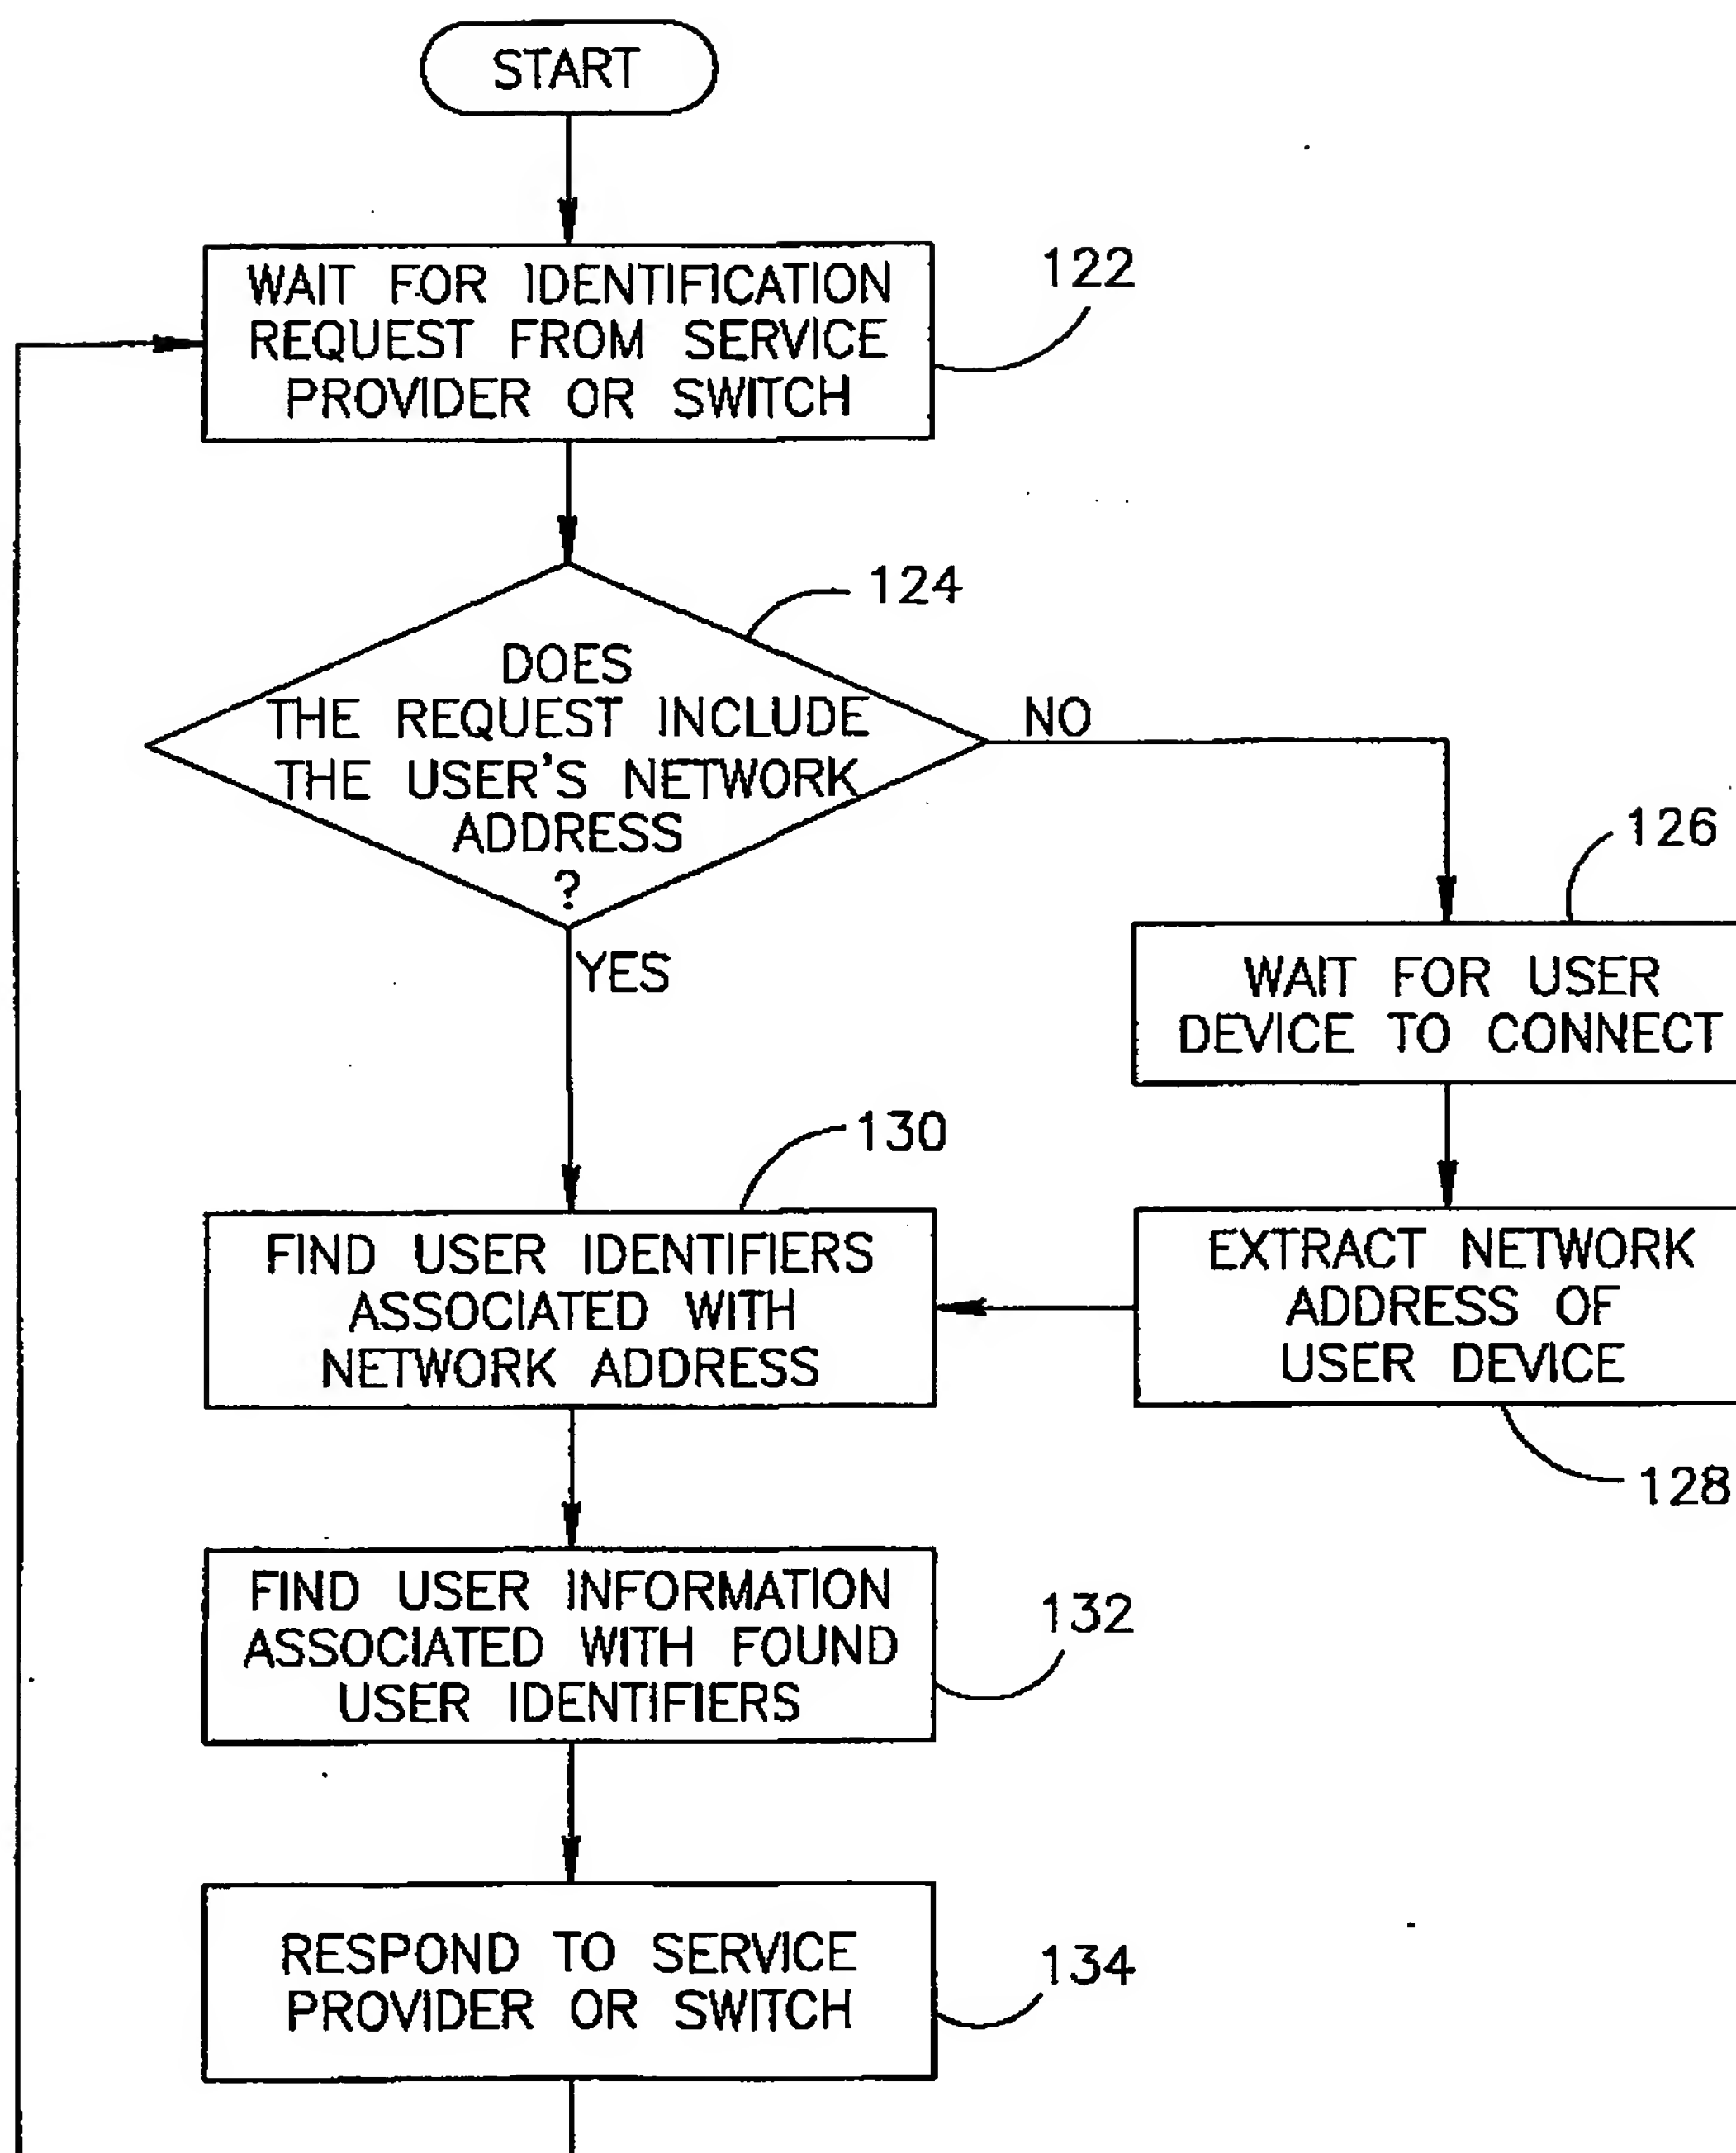 START
WAIT FOR IDENTIFICATION
REQUEST FROM SERVICE
PROVIDER OR SWITCH
122
124
DOES
THE REQUEST INCLUDE
THE USER'S NETWORK
ADDRESS
?
NO
YES
126
WAIT FOR USER
DEVICE TO CONNECT
130
FIND USER IDENTIFIERS
ASSOCIATED WITH
NETWORK ADDRESS
EXTRACT NETWORK
ADDRESS OF
USER DEVICE
128
FIND USER INFORMATION
ASSOCIATED WITH FOUND
USER IDENTIFIERS
132
RESPOND TO SERVICE
PROVIDER OR SWITCH
134